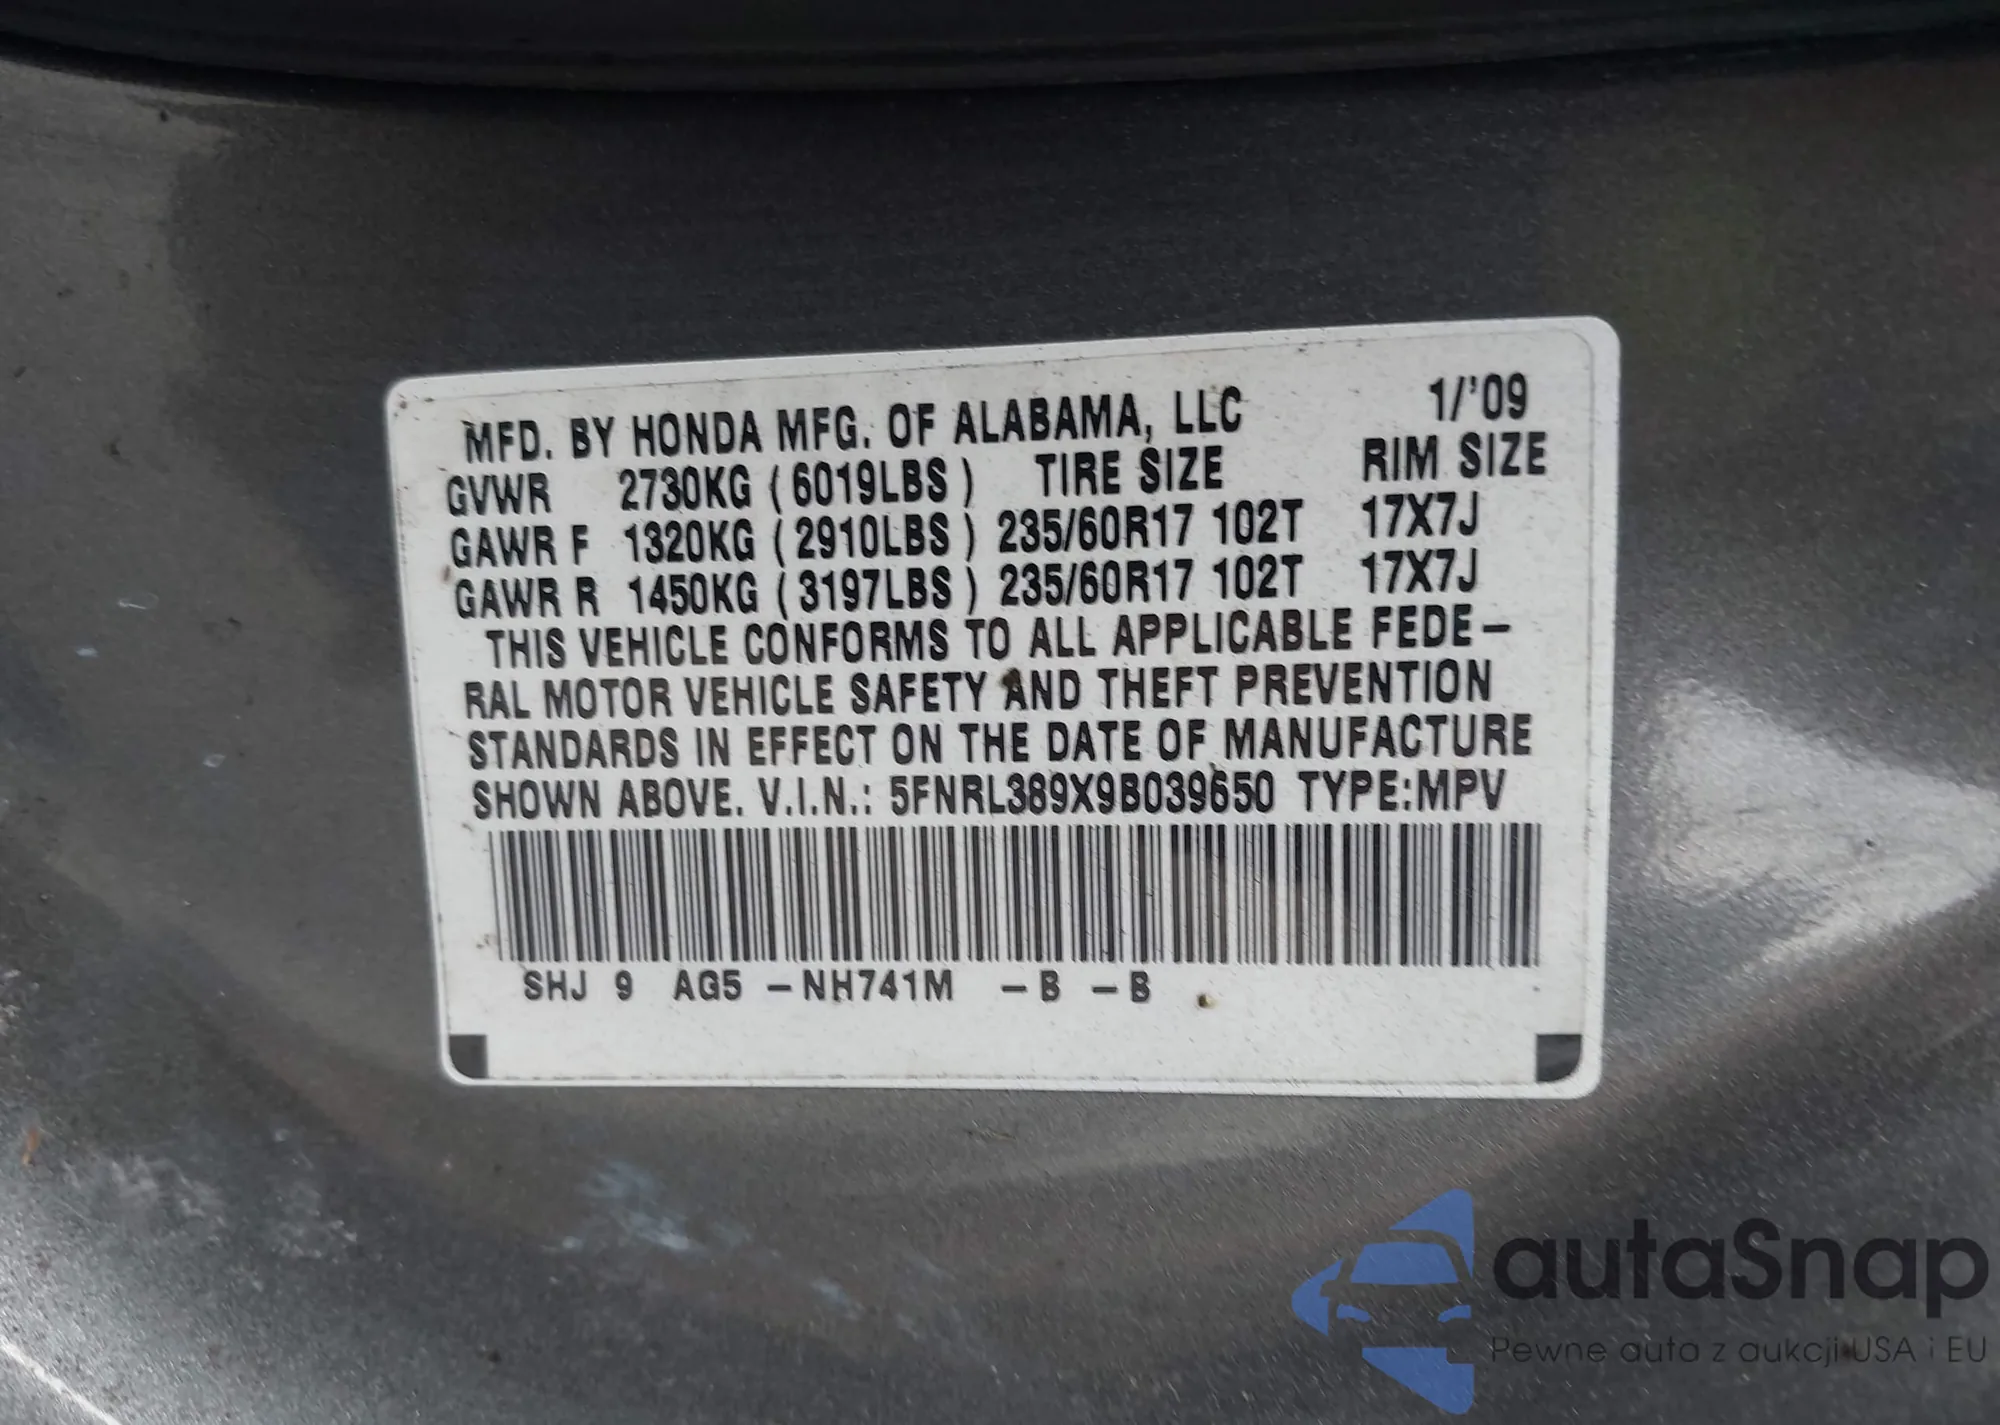 MFD. BY HONDA MFG. OF ALABAMA, LLC 1/'09
GVWR 2730KG ( 6019LBS ) TIRE SIZE RIM SIZE
GAWR F 1320KG ( 2910LBS ) 235/60R17 102T 17X7J
GAWR R 1450KG ( 3197LBS ) 235/60R17 102T 17X7J
THIS VEHICLE CONFORMS TO ALL APPLICABLE FEDE-
RAL MOTOR VEHICLE SAFETY AND THEFT PREVENTION
STANDARDS IN EFFECT ON THE DATE OF MANUFACTURE
SHOWN ABOVE. V.I.N.: 5FNRL389X9B039650 TYPE:MPV
SHJ 9 AG5 -NH741M -B -B
autaSnap
Pewne auta z aukcji USA i EU